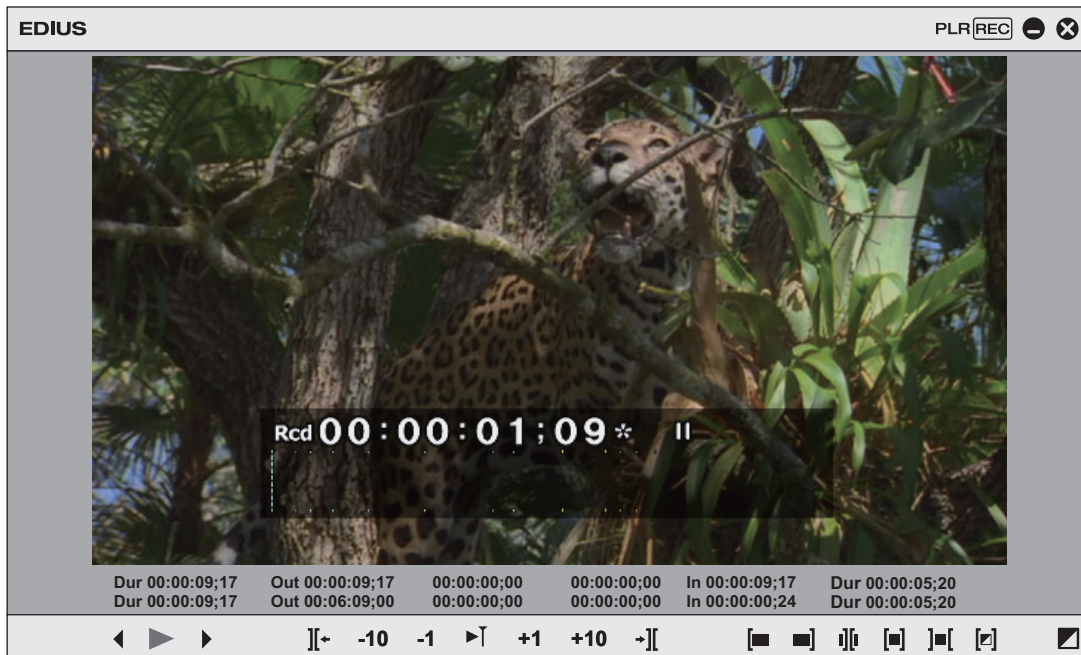 EDIUS
PLR REC
Rcd 00:00:01;09* II
Dur 00:00:09;17 Out 00:00:09;17 00:00:00;00 00:00:00;00 In 00:00:09;17 Dur 00:00:05;20
Dur 00:00:09;17 Out 00:06:09;00 00:00:00;00 00:00:00;00 In 00:00:00;24 Dur 00:00:05;20
-10 -1 +1 +10